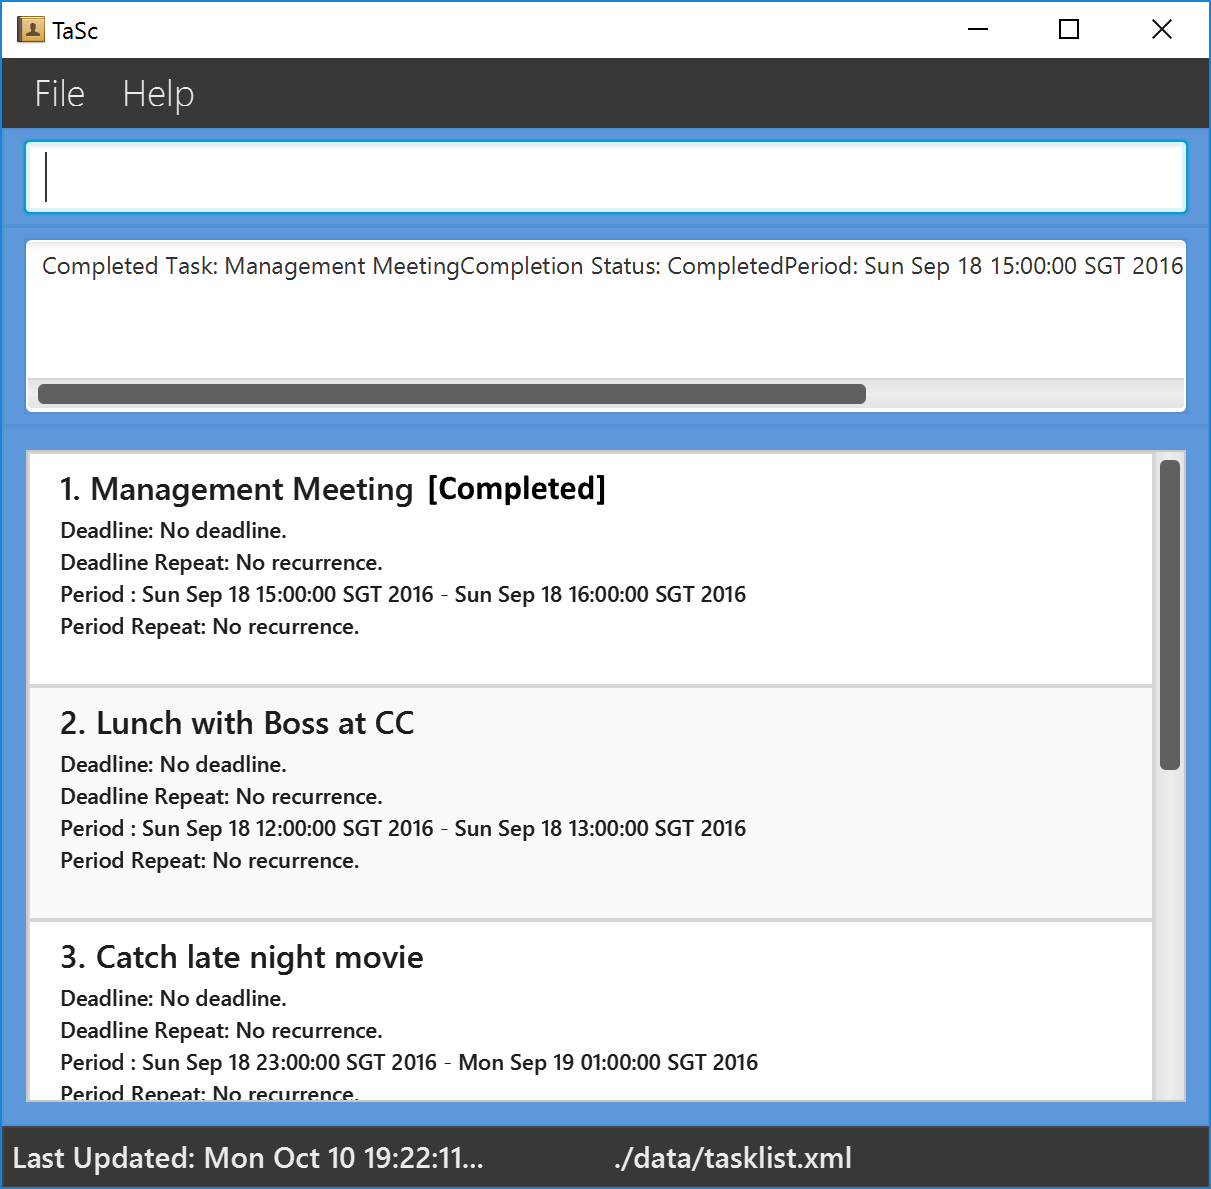 TaSc
File Help
Completed Task: Management MeetingCompletion Status: CompletedPeriod: Sun Sep 18 15:00:00 SGT 2016
1. Management Meeting [Completed]
Deadline: No deadline.
Deadline Repeat: No recurrence.
Period : Sun Sep 18 15:00:00 SGT 2016 - Sun Sep 18 16:00:00 SGT 2016
Period Repeat: No recurrence.
2. Lunch with Boss at CC
Deadline: No deadline.
Deadline Repeat: No recurrence.
Period : Sun Sep 18 12:00:00 SGT 2016 - Sun Sep 18 13:00:00 SGT 2016
Period Repeat: No recurrence.
3. Catch late night movie
Deadline: No deadline.
Deadline Repeat: No recurrence.
Period : Sun Sep 18 23:00:00 SGT 2016 - Mon Sep 19 01:00:00 SGT 2016
Period Repeat: No recurrence.
Last Updated: Mon Oct 10 19:22:11... ./data/tasklist.xml